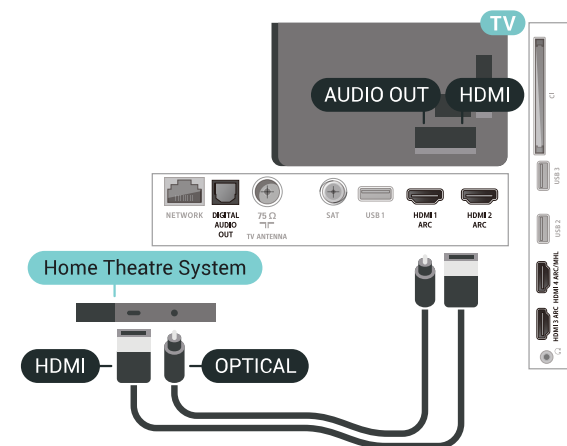 TV
AUDIO OUT
HDMI
CI
USB 3
USB 2
HDMI 4 ARC/MHL
HDMI 3 ARC
NETWORK
DIGITAL
AUDIO
OUT
75 Ω
TV ANTENNA
SAT
USB 1
HDMI 1
ARC
HDMI 2
ARC
Home Theatre System
HDMI
OPTICAL